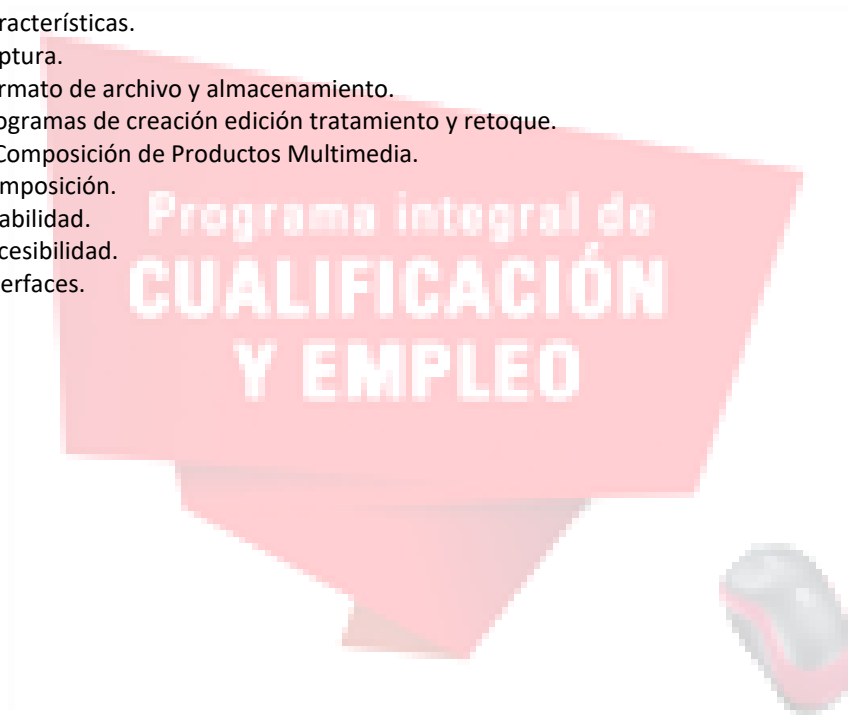 racterísticas.
ptura.
rmato de archivo y almacenamiento.
ogramas de creación edición tratamiento y retoque.
Composición de Productos Multimedia.
mposición.
abilidad.
cesibilidad.
erfaces.
Programa integral de
CUALIFICACIÓN
Y EMPLEO